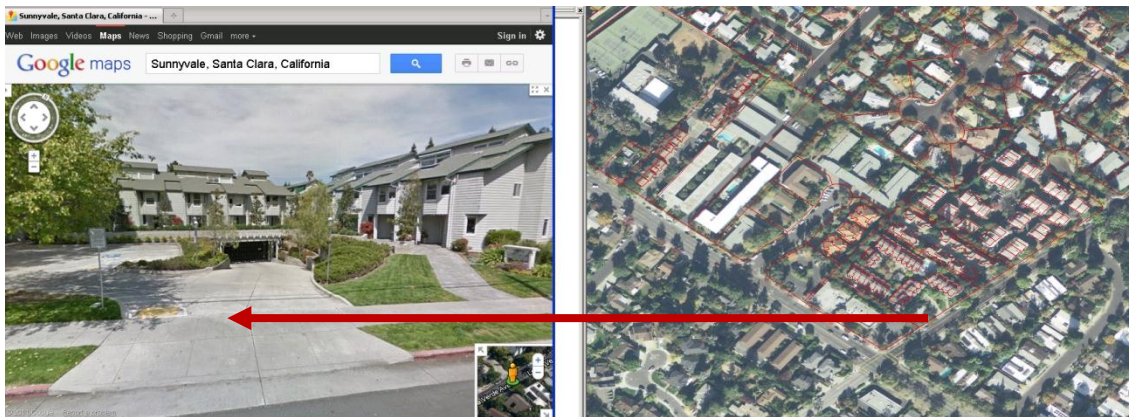 Sunnyvale, Santa Clara, California - ...
Web Images Videos Maps News Shopping Gmail more
Sign in
Google maps
Sunnyvale, Santa Clara, California